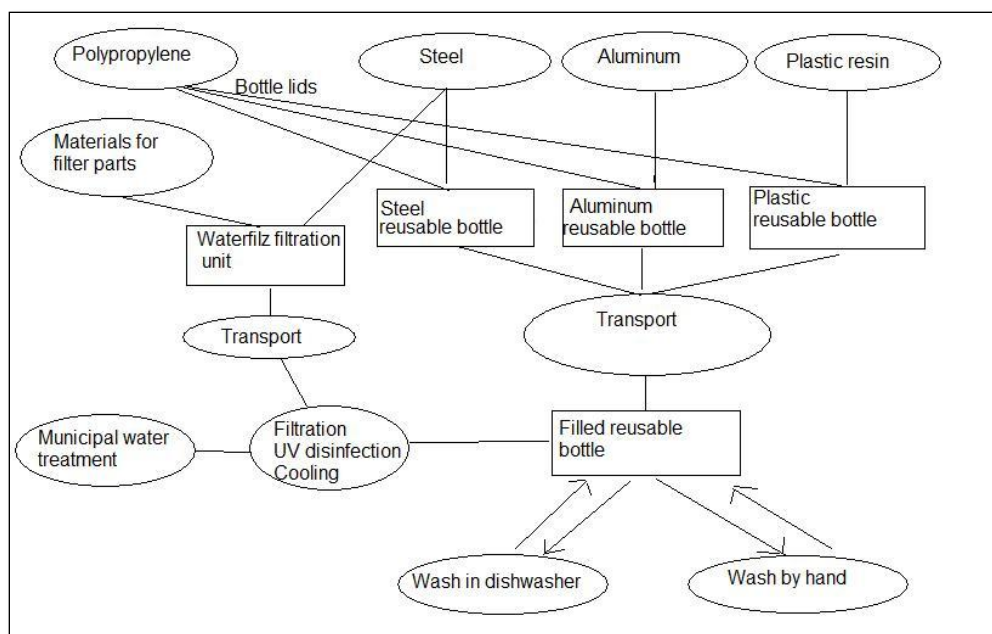 Polypropylene
Steel
Aluminum
Plastic resin
Bottle lids
Materials for
filter parts
Steel
reusable bottle
Aluminum
reusable bottle
Plastic
reusable bottle
Waterfilz filtration
unit
Transport
Transport
Municipal water
treatment
Filtration
UV disinfection
Cooling
Filled reusable
bottle
Wash in dishwasher
Wash by hand